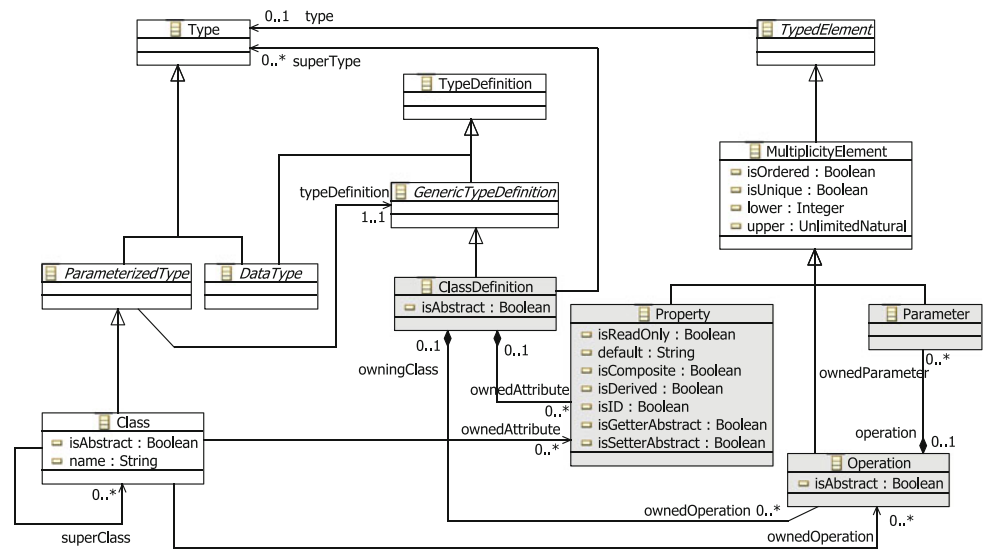 0..1 type
Type
TypedElement
0..* superType
TypeDefinition
MultiplicityElement
isOrdered : Boolean
isUnique : Boolean
lower : Integer
upper : UnlimitedNatural
typeDefinition
GenericTypeDefinition
1..1
ParameterizedType
DataType
ClassDefinition
isAbstract : Boolean
Property
isReadOnly : Boolean
default : String
isComposite : Boolean
isDerived : Boolean
isID : Boolean
isGetterAbstract : Boolean
isSetterAbstract : Boolean
Parameter
0..1
0..1
owningClass
0..*
ownedParameter
ownedAttribute
0..*
Class
isAbstract : Boolean
name : String
ownedAttribute
0..*
operation
0..1
Operation
isAbstract : Boolean
0..*
superClass
ownedOperation 0..*
0..*
ownedOperation